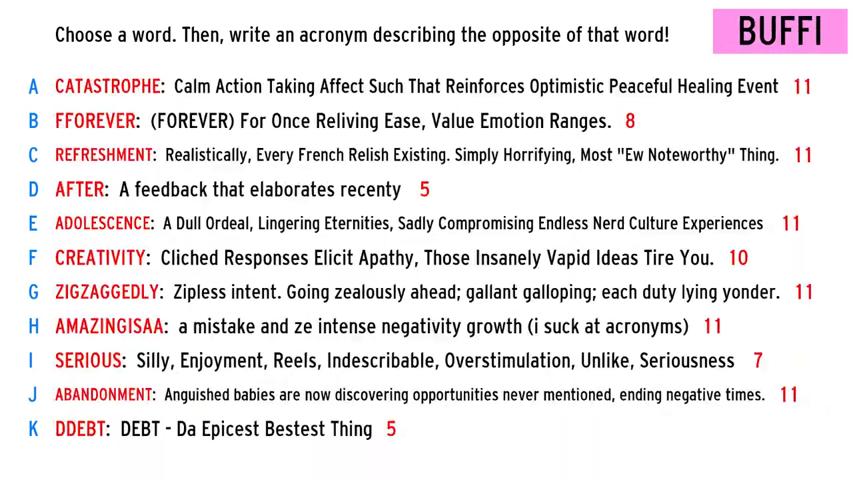 Choose a word. Then, write an acronym describing the opposite of that word!
BUFFI
A CATASTROPHE: Calm Action Taking Affect Such That Reinforces Optimistic Peaceful Healing Event 11
B FFOREVER: (FOREVER) For Once Reliving Ease, Value Emotion Ranges. 8
C REFRESHMENT: Realistically, Every French Relish Existing. Simply Horrifying, Most "Ew Noteworthy" Thing. 11
D AFTER: A feedback that elaborates recenty 5
E ADOLESCENCE: A Dull Ordeal, Lingering Eternities, Sadly Compromising Endless Nerd Culture Experiences 11
F CREATIVITY: Cliched Responses Elicit Apathy, Those Insanely Vapid Ideas Tire You. 10
G ZIGZAGGEDLY: Zipless intent. Going zealously ahead; gallant galloping; each duty lying yonder. 11
H AMAZINGISAA: a mistake and ze intense negativity growth (i suck at acronyms) 11
I SERIOUS: Silly, Enjoyment, Reels, Indescribable, Overstimulation, Unlike, Seriousness 7
J ABANDONMENT: Anguished babies are now discovering opportunities never mentioned, ending negative times. 11
K DDEBT: DEBT - Da Epicest Bestest Thing 5